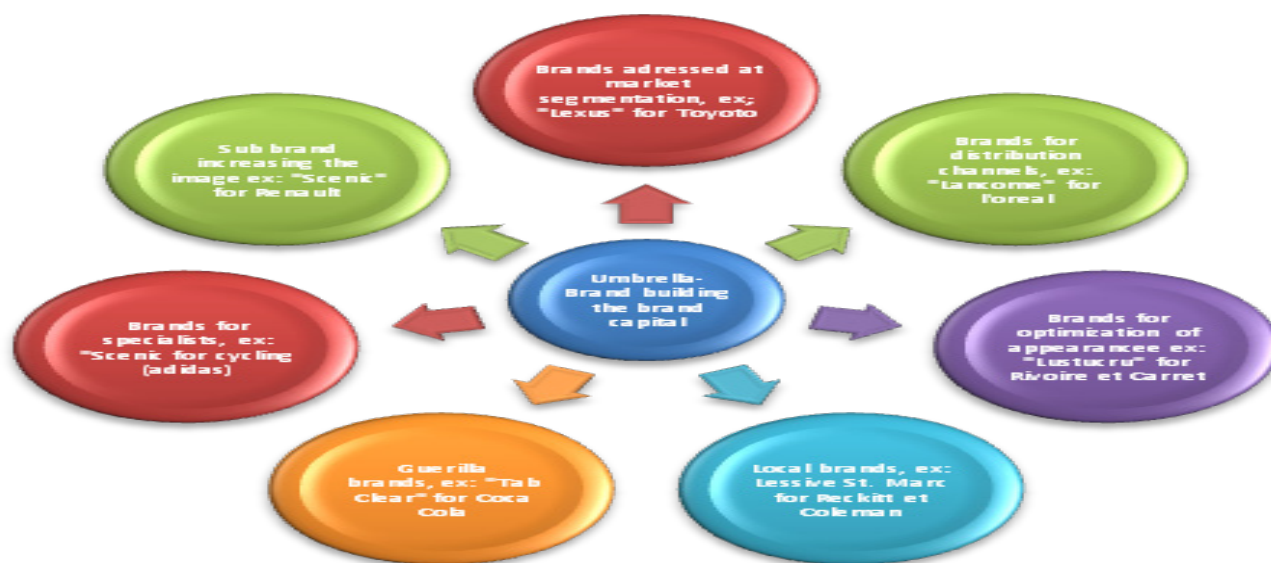 Brands adressed at
market
segmentation, ex;
"Lexus" for Toyoto
Brands for
distribution
channels, ex:
"Lancome" for
l'oreal
Brands for
optimization of
appearancee ex:
"Lustucru" for
Rivoire et Carret
Local brands, ex:
Lessive St. Marc
for Reckitt et
Coleman
Guerilla
brands, ex: "Tab
Clear" for Coca
Cola
Brands for
specialists, ex:
"Scenic for cycling
(adidas)
Sub brand
increasing the
image ex: "Scenic"
for Renault
Umbrella-
Brand building
the brand
capital